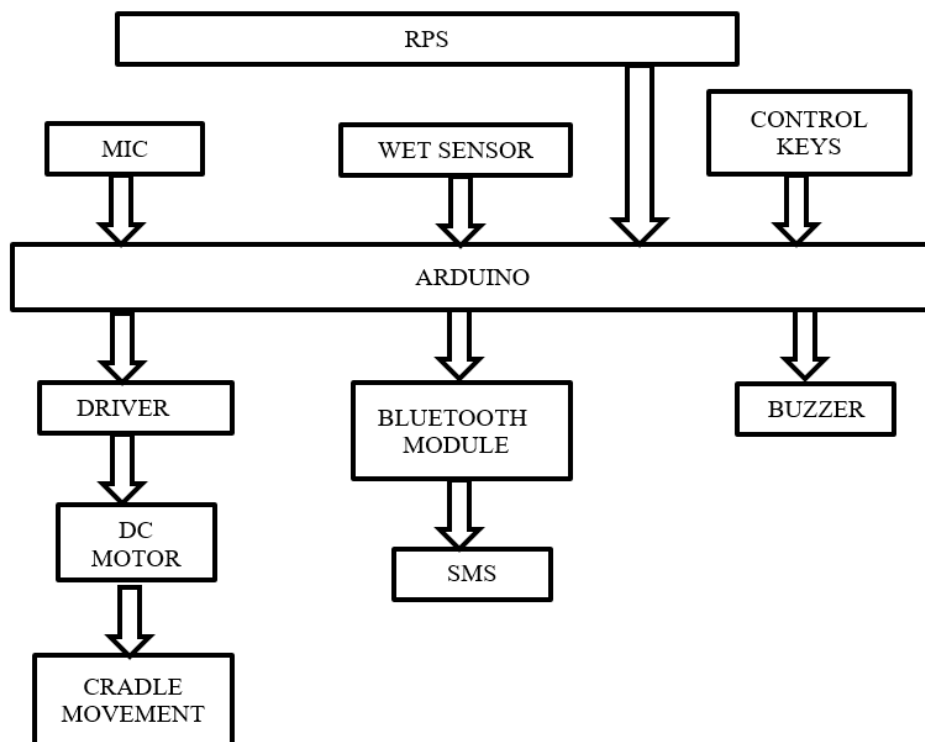 RPS
MIC
WET SENSOR
CONTROL
KEYS
ARDUINO
DRIVER
BLUETOOTH
MODULE
BUZZER
DC
MOTOR
SMS
CRADLE
MOVEMENT